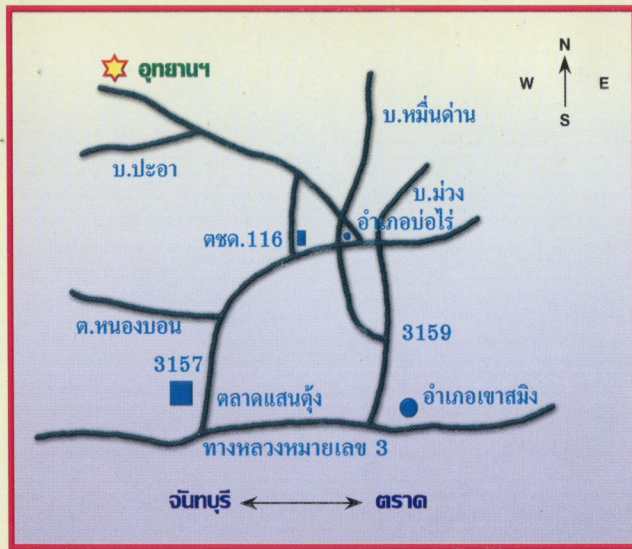 อุทยานฯ
N
W E
S
บ.หมื่นด่าน
บ.ปะอา
บ.ม่วง
อำเภอบ่อไร่
ตชด.116
ต.หนองบอน
3159
3157
ตลาดแสนตุ้ง
อำเภอเขาสมิง
ทางหลวงหมายเลข 3
จันทบุรี ตราด